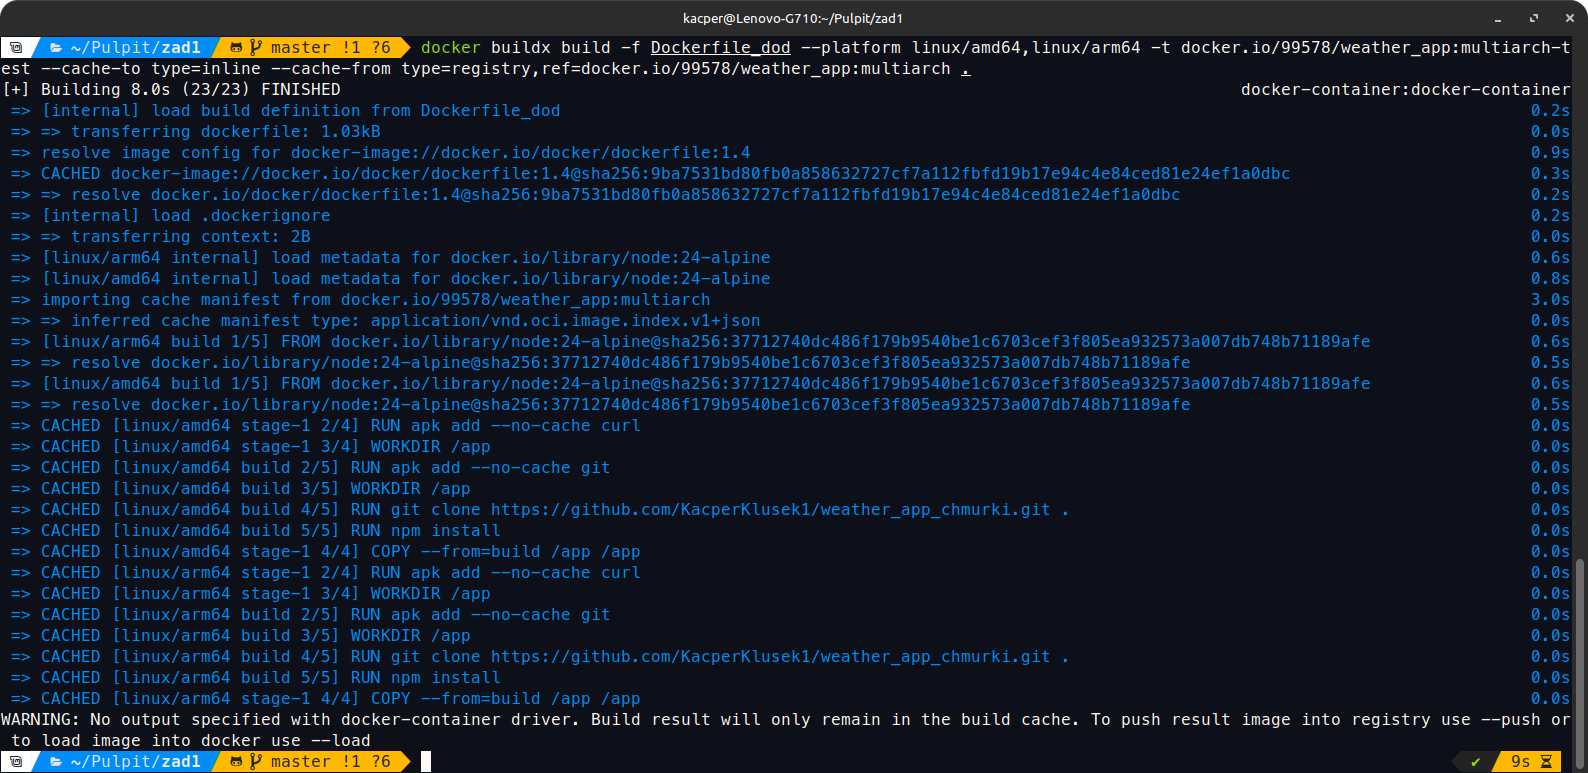 kacper@Lenovo-G710:~/Pulpit/zad1
~/Pulpit/zad1 master !1 ?6 docker buildx build -f Dockerfile_dod --platform linux/amd64,linux/arm64 -t docker.io/99578/weather_app:multiarch-t
est --cache-to type=inline --cache-from type=registry,ref=docker.io/99578/weather_app:multiarch .
[+] Building 8.0s (23/23) FINISHED docker-container:docker-container
=> [internal] load build definition from Dockerfile_dod 0.2s
=> => transferring dockerfile: 1.03kB 0.0s
=> resolve image config for docker-image://docker.io/docker/dockerfile:1.4 0.9s
=> CACHED docker-image://docker.io/docker/dockerfile:1.4@sha256:9ba7531bd80fb0a858632727cf7a112fbfd19b17e94c4e84ced81e24ef1a0dbc 0.3s
=> => resolve docker.io/docker/dockerfile:1.4@sha256:9ba7531bd80fb0a858632727cf7a112fbfd19b17e94c4e84ced81e24ef1a0dbc 0.2s
=> [internal] load .dockerignore 0.2s
=> => transferring context: 2B 0.0s
=> [linux/arm64 internal] load metadata for docker.io/library/node:24-alpine 0.6s
=> [linux/amd64 internal] load metadata for docker.io/library/node:24-alpine 0.8s
=> importing cache manifest from docker.io/99578/weather_app:multiarch 3.0s
=> => inferred cache manifest type: application/vnd.oci.image.index.v1+json 0.0s
=> [linux/arm64 build 1/5] FROM docker.io/library/node:24-alpine@sha256:37712740dc486f179b9540be1c6703cef3f805ea932573a007db748b71189afe 0.6s
=> => resolve docker.io/library/node:24-alpine@sha256:37712740dc486f179b9540be1c6703cef3f805ea932573a007db748b71189afe 0.5s
=> [linux/amd64 build 1/5] FROM docker.io/library/node:24-alpine@sha256:37712740dc486f179b9540be1c6703cef3f805ea932573a007db748b71189afe 0.6s
=> => resolve docker.io/library/node:24-alpine@sha256:37712740dc486f179b9540be1c6703cef3f805ea932573a007db748b71189afe 0.5s
=> CACHED [linux/amd64 stage-1 2/4] RUN apk add --no-cache curl 0.0s
=> CACHED [linux/amd64 stage-1 3/4] WORKDIR /app 0.0s
=> CACHED [linux/amd64 build 2/5] RUN apk add --no-cache git 0.0s
=> CACHED [linux/amd64 build 3/5] WORKDIR /app 0.0s
=> CACHED [linux/amd64 build 4/5] RUN git clone https://github.com/KacperKlusek1/weather_app_chmurki.git . 0.0s
=> CACHED [linux/amd64 build 5/5] RUN npm install 0.0s
=> CACHED [linux/amd64 stage-1 4/4] COPY --from=build /app /app 0.0s
=> CACHED [linux/arm64 stage-1 2/4] RUN apk add --no-cache curl 0.0s
=> CACHED [linux/arm64 stage-1 3/4] WORKDIR /app 0.0s
=> CACHED [linux/arm64 build 2/5] RUN apk add --no-cache git 0.0s
=> CACHED [linux/arm64 build 3/5] WORKDIR /app 0.0s
=> CACHED [linux/arm64 build 4/5] RUN git clone https://github.com/KacperKlusek1/weather_app_chmurki.git . 0.0s
=> CACHED [linux/arm64 build 5/5] RUN npm install 0.0s
=> CACHED [linux/arm64 stage-1 4/4] COPY --from=build /app /app 0.0s
WARNING: No output specified with docker-container driver. Build result will only remain in the build cache. To push result image into registry use --push or
to load image into docker use --load
~/Pulpit/zad1 master !1 ?6 ✔ 9s